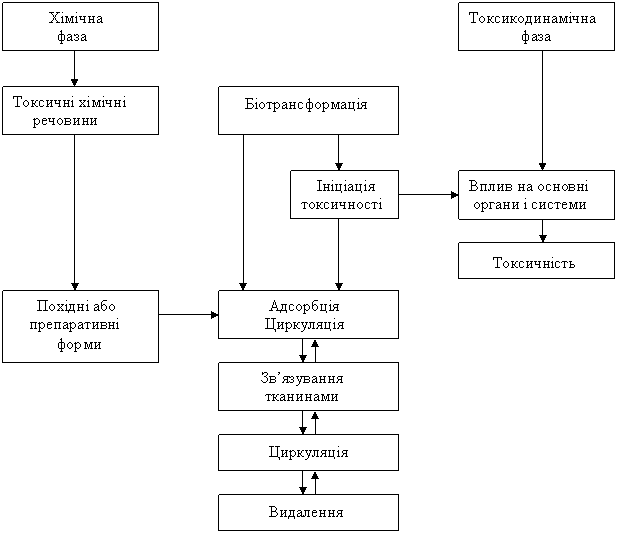 Хімічна
фаза
Токсикодинамічна
фаза
Токсичні хімічні
речовини
Біотрансформація
Ініціація
токсичності
Вплив на основні
органи і системи
Токсичність
Похідні або
препаративні
форми
Адсорбція
Циркуляція
Зв’язування
тканинами
Циркуляція
Видалення